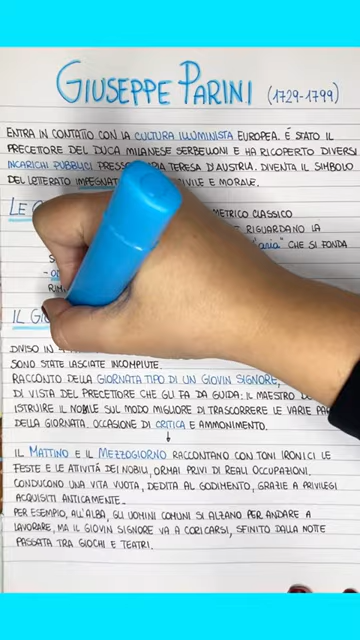 GIUSEPPE PARINI (1729-1799)
ENTRA IN CONTATTO CON LA CULTURA ILLUMINISTA EUROPEA. É STATO IL
PRECETTORE DEL DUCA MILANESE SERBELLONI E HA RICOPERTO DIVERSI
INCARICHI PUBBLICI PRESSO TERESA D'AUSTRIA. DIVENTA IL SIMBOLO
DEL LETTERATO CIVILE E MORALE.
LE METRICO CLASSICO
RIGUARDANO LA
CHE SI FONDA
IL
DIVISO IN
SONO STATE LASCIATE INCOMPIUTE.
RACCONTO DELLA GIORNATA TIPO DI UN GIOVIN SIGNORE,
DI VISTA DEL PRECETTORE CHE GLI FA DA GUIDA: IL MAESTRO
ISTRUIRE IL NOBILE SUL MODO MIGLIORE DI TRASCORRERE LE VARIE
DELLA GIORNATA. OCCASIONE DI CRITICA E AMMONIMENTO.
IL MATTINO E IL MEZZOGIORNO RACCONTANO CON TONI IRONICI LE
FESTE E LE ATTIVITÀ DEI NOBILI, ORMAI PRIVI DI REALI OCCUPAZIONI.
CONDUCONO UNA VITA VUOTA, DEDITA AL GODIMENTO, GRAZIE A PRIVILEGI
ACQUISITI ANTICAMENTE.
PER ESEMPIO, ALL'ALBA, GLI UOMINI COMUNI SI ALZANO PER ANDARE A
LAVORARE, MA IL GIOVIN SIGNORE VA A CORICARSI, SFINITO DALLA NOTTE
PASSATA TRA GIOCHI E TEATRI.